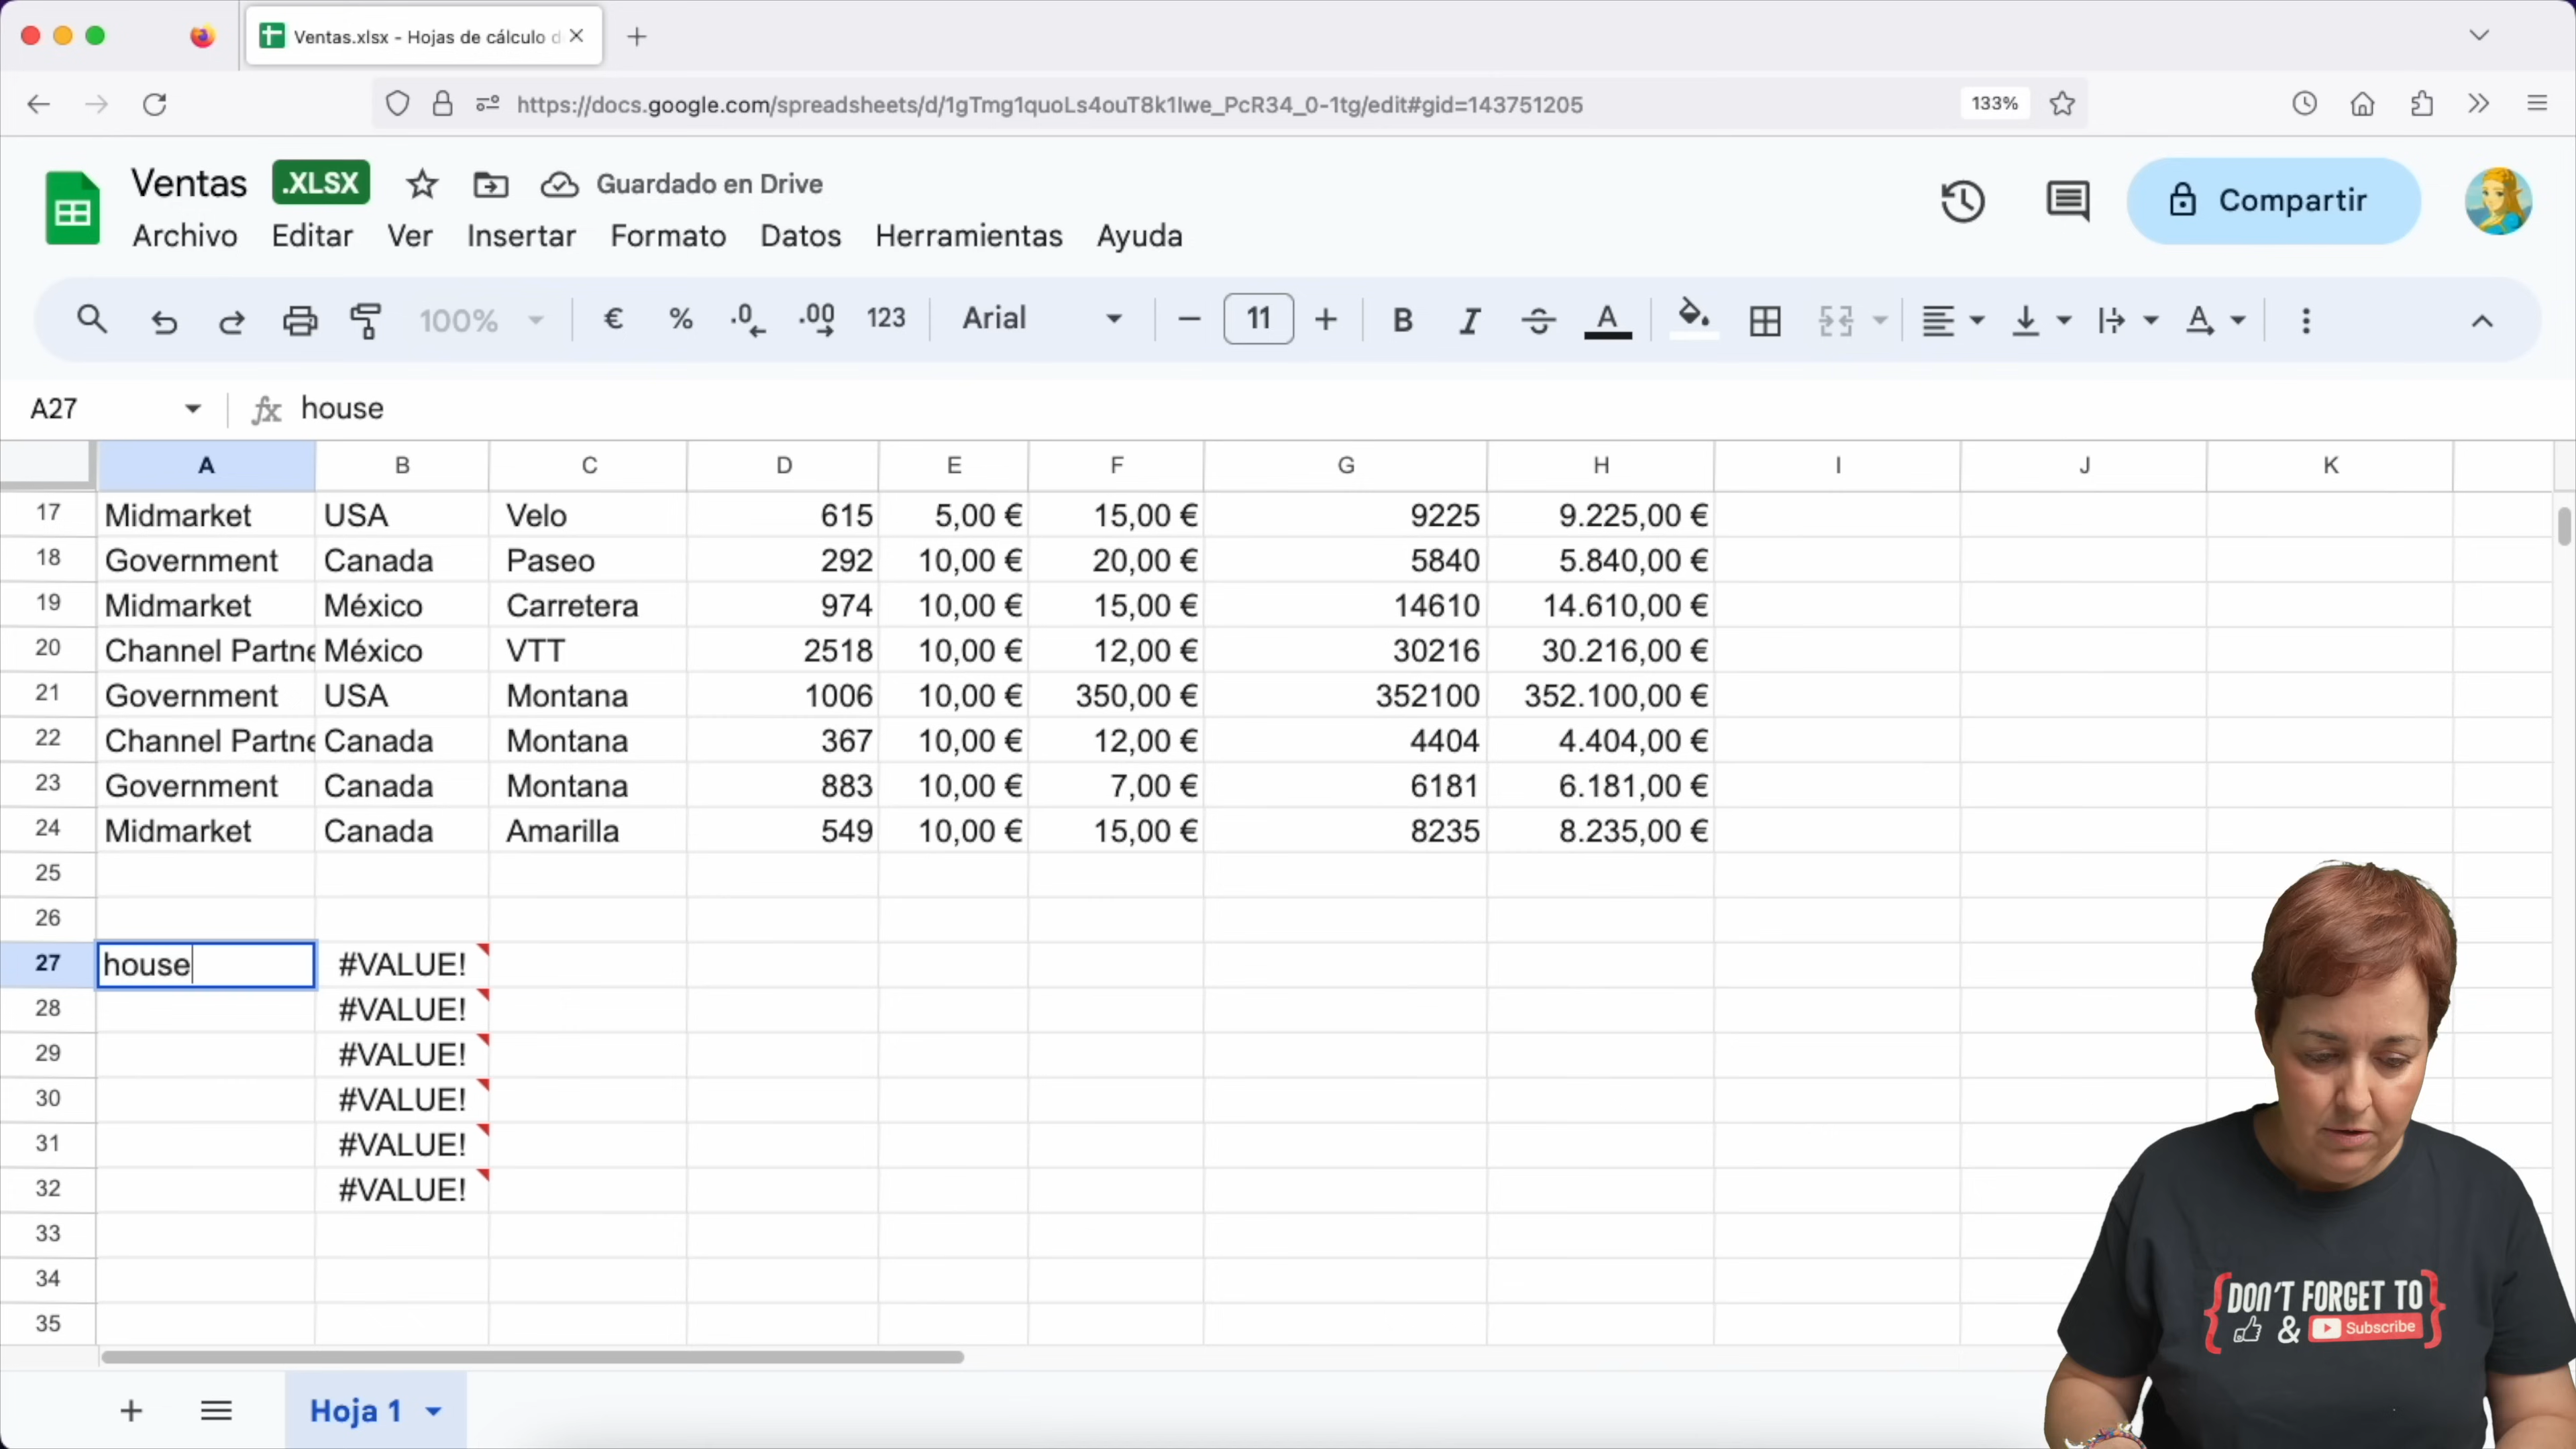 Ventas.xlsx - Hojas de cálculo d
https://docs.google.com/spreadsheets/d/1gTmg1quoLs4ouT8k1Iwe_PcR34_0-1tg/edit#gid=143751205 133%
Ventas .XLSX Guardado en Drive
Archivo Editar Ver Insertar Formato Datos Herramientas Ayuda
Compartir
100% € % .0 .00 123 Arial 11 B I S A A
A27 fx house
A B C D E F G H I J K
17 Midmarket USA Velo 615 5,00 € 15,00 € 9225 9.225,00 €
18 Government Canada Paseo 292 10,00 € 20,00 € 5840 5.840,00 €
19 Midmarket México Carretera 974 10,00 € 15,00 € 14610 14.610,00 €
20 Channel Partne México VTT 2518 10,00 € 12,00 € 30216 30.216,00 €
21 Government USA Montana 1006 10,00 € 350,00 € 352100 352.100,00 €
22 Channel Partne Canada Montana 367 10,00 € 12,00 € 4404 4.404,00 €
23 Government Canada Montana 883 10,00 € 7,00 € 6181 6.181,00 €
24 Midmarket Canada Amarilla 549 10,00 € 15,00 € 8235 8.235,00 €
25
26
27 house #VALUE!
28 #VALUE!
29 #VALUE!
30 #VALUE!
31 #VALUE!
32 #VALUE!
33
34
35
Hoja 1
{DON'T FORGET TO
& Subscribe}